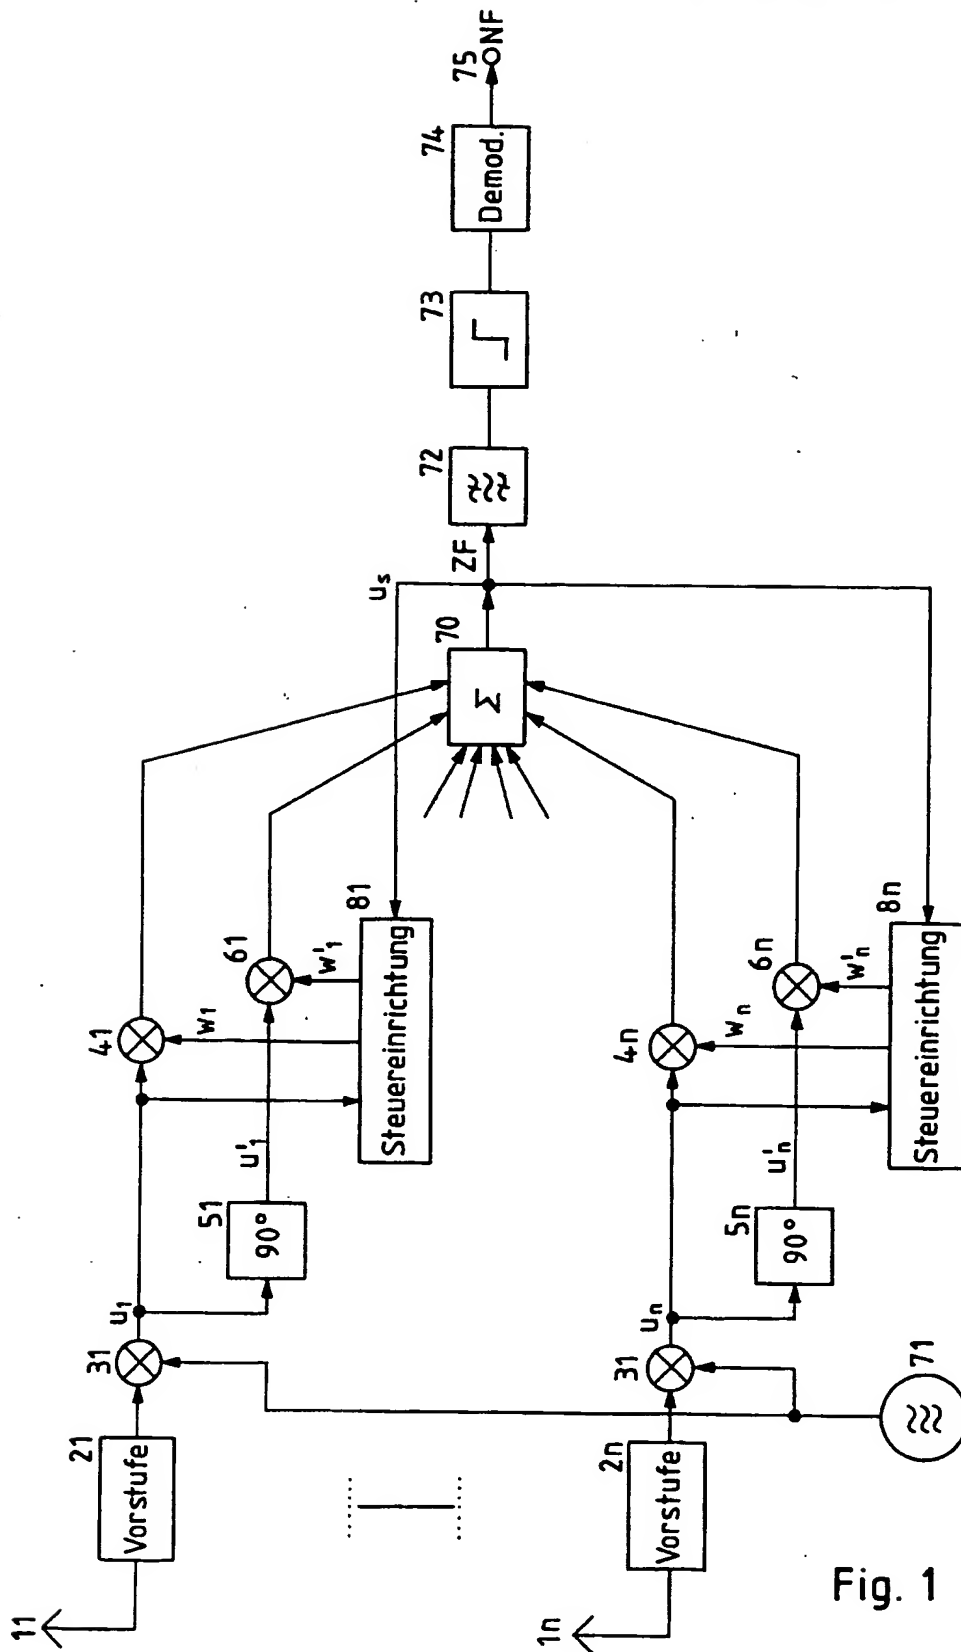 11
21
Vorstufe
31
u1
51
90°
u'1
41
w1
61
w'1
81
Steuereinrichtung
1n
2n
Vorstufe
31
un
5n
90°
u'n
4n
wn
6n
w'n
8n
Steuereinrichtung
71
70
Σ
us
ZF
72
73
74
Demod.
75
NF
Fig. 1